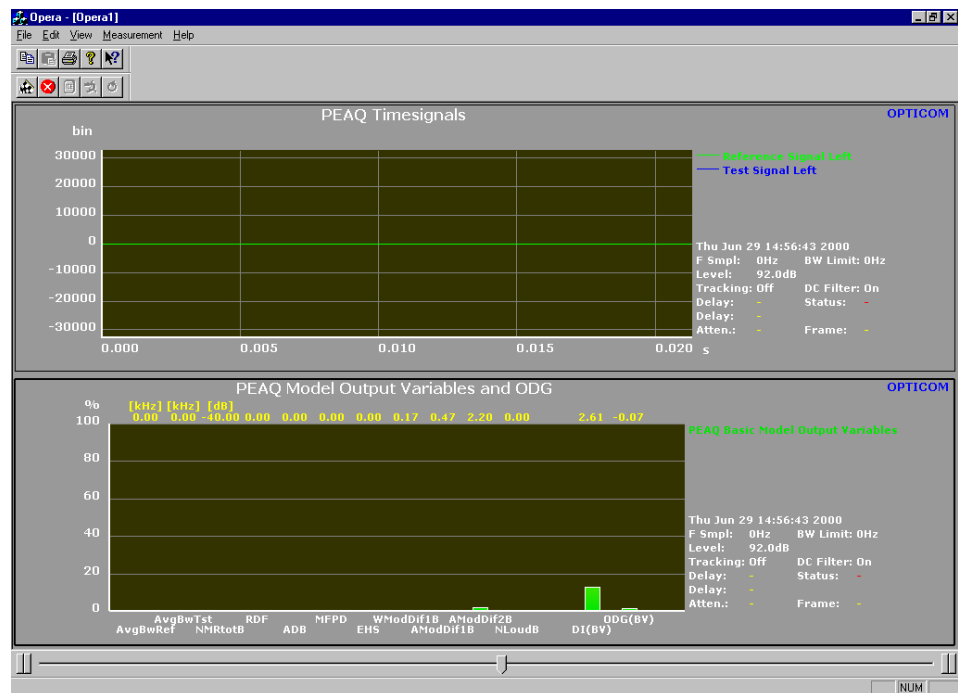 Opera - [Opera1]
File Edit View Measurement Help
PEAQ Timesignals
OPTICOM
bin
30000
20000
10000
0
-10000
-20000
-30000
0.000 0.005 0.010 0.015 0.020 s
Reference Signal Left
Test Signal Left
Thu Jun 29 14:56:43 2000
F Smpl: 0Hz BW Limit: 0Hz
Level: 92.0dB
Tracking: Off DC Filter: On
Delay: - Status: -
Delay: -
Atten.: - Frame: -
PEAQ Model Output Variables and ODG
OPTICOM
% [kHz] [kHz] [dB]
0.00 0.00 -40.00 0.00 0.00 0.00 0.00 0.17 0.47 2.20 0.00 2.61 -0.07
100
80
60
40
20
0
AvgBwTst RDF MFPD WModDif1B AModDif2B ODG(BV)
AvgBwRef NMRtotB ADB EHS AModDif1B NLoudB DI(BV)
PEAQ Basic Model Output Variables
Thu Jun 29 14:56:43 2000
F Smpl: 0Hz BW Limit: 0Hz
Level: 92.0dB
Tracking: Off DC Filter: On
Delay: - Status: -
Delay: -
Atten.: - Frame: -
NUM